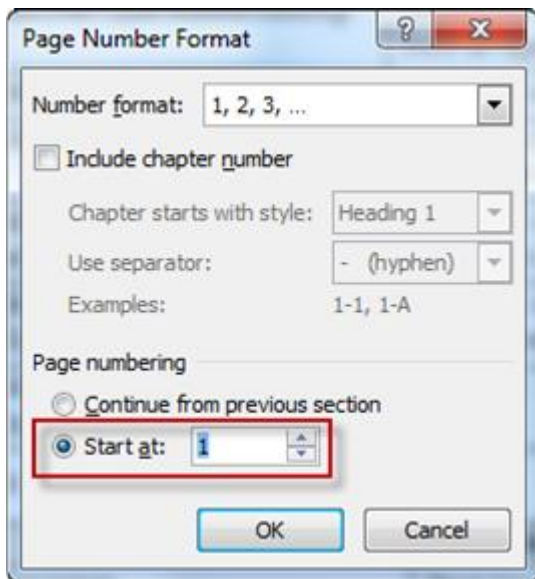 Page Number Format
Number format: 1, 2, 3, ...
Include chapter number
Chapter starts with style: Heading 1
Use separator: - (hyphen)
Examples: 1-1, 1-A
Page numbering
Continue from previous section
Start at: 1
OK Cancel